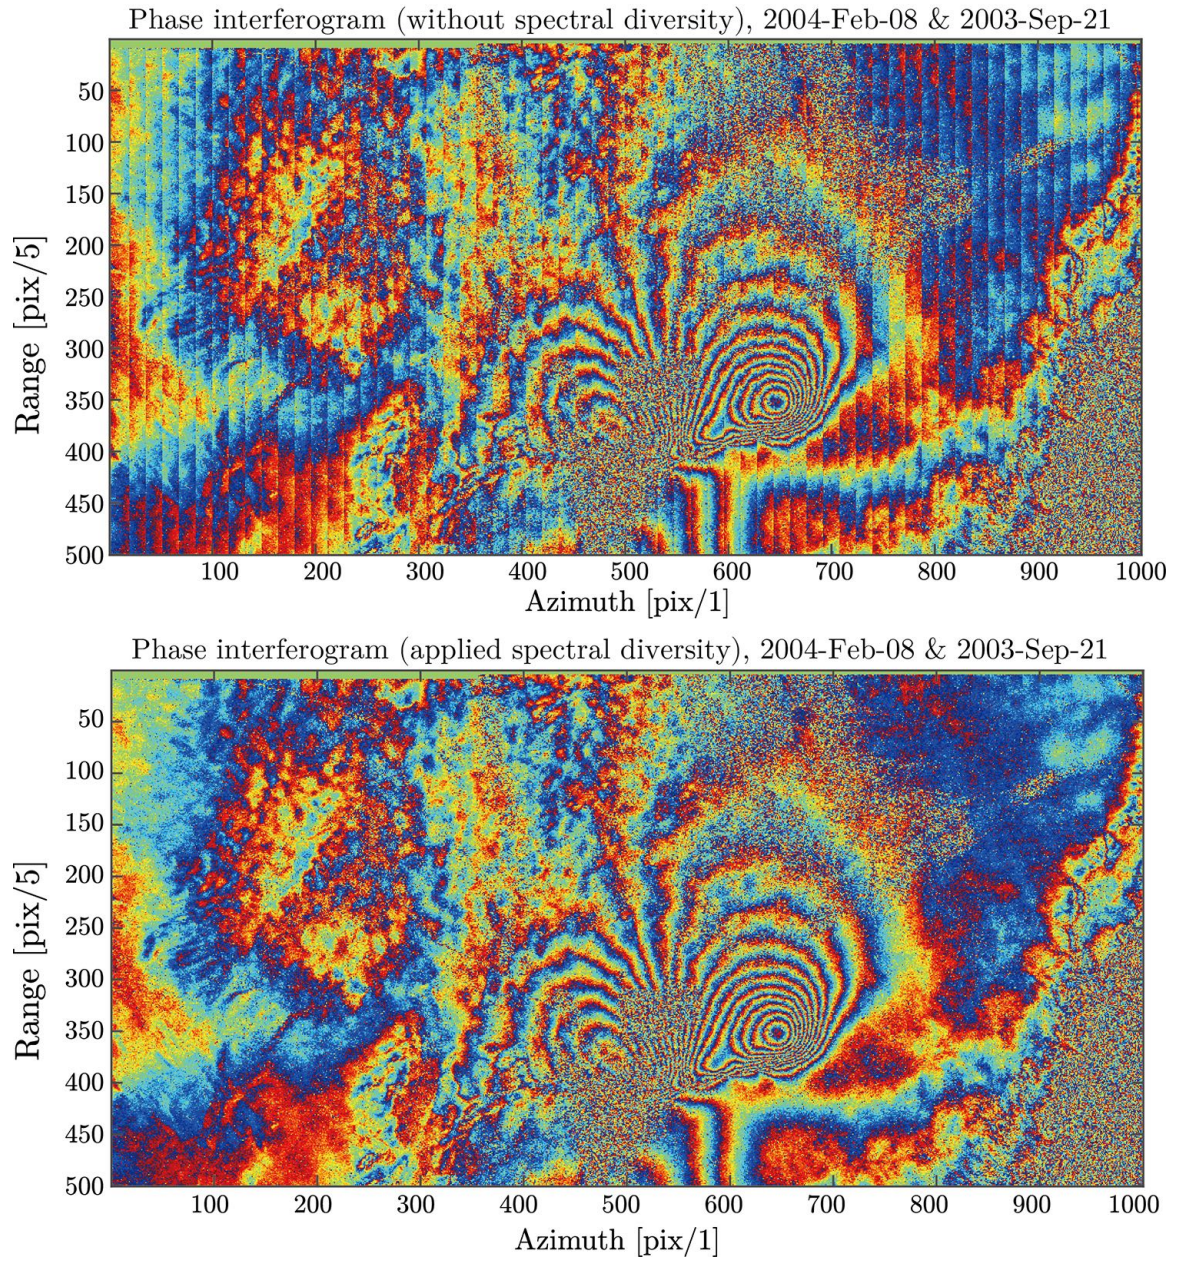 Phase interferogram (without spectral diversity), 2004-Feb-08 & 2003-Sep-21
50
100
150
200
250
300
350
400
450
500
Range [pix/5]
100 200 300 400 500 600 700 800 900 1000
Azimuth [pix/1]
Phase interferogram (applied spectral diversity), 2004-Feb-08 & 2003-Sep-21
50
100
150
200
250
300
350
400
450
500
Range [pix/5]
100 200 300 400 500 600 700 800 900 1000
Azimuth [pix/1]